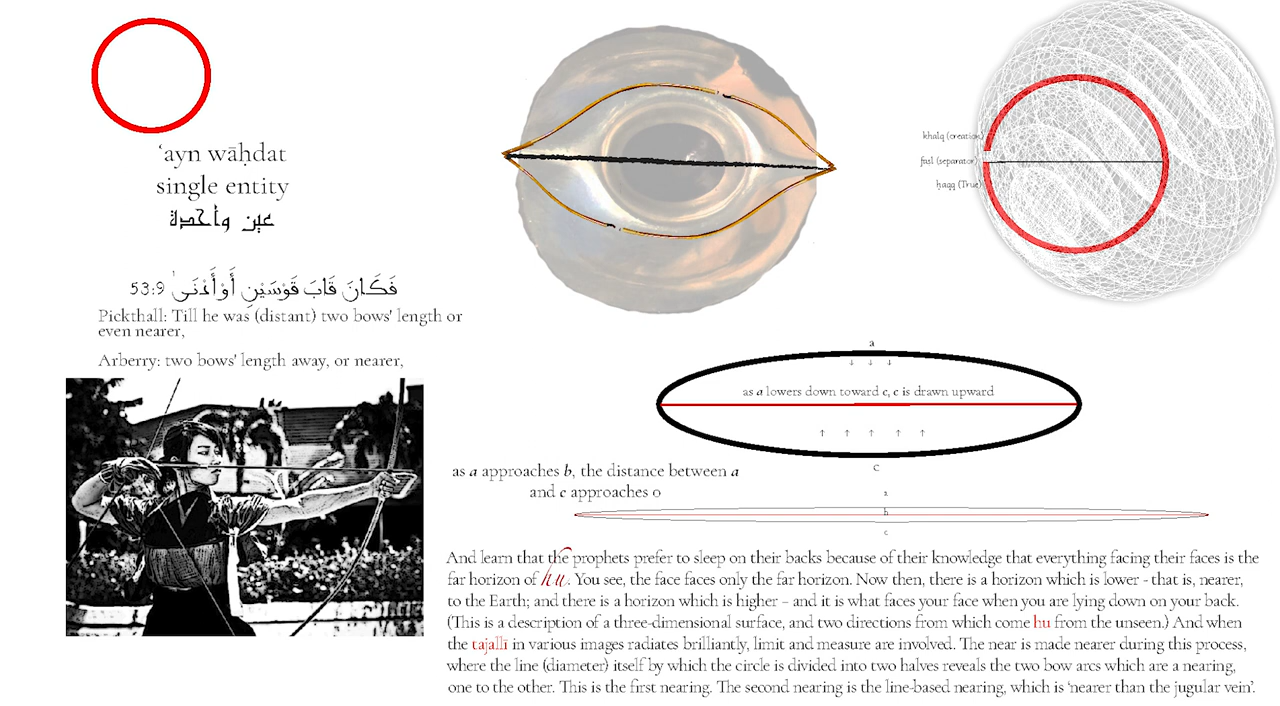 ‘ayn wāḥdat
single entity
عين واحدة
فَكَانَ قَابَ قَوْسَيْنِ أَوْ أَدْنَىٰ 53:9
Pickthall: Till he was (distant) two bows' length or
even nearer,
Arberry: two bows' length away, or nearer,
khalq (creation)
faṣl (separator)
ḥaqq (True)
a
↓ ↓ ↓
as a lowers down toward c, c is drawn upward
↑ ↑ ↑ ↑ ↑
c
as a approaches b, the distance between a
and c approaches 0
a
b
c
And learn that the prophets prefer to sleep on their backs because of their knowledge that everything facing their faces is the
far horizon of hu. You see, the face faces only the far horizon. Now then, there is a horizon which is lower - that is, nearer,
to the Earth; and there is a horizon which is higher – and it is what faces your face when you are lying down on your back.
(This is a description of a three-dimensional surface, and two directions from which come hu from the unseen.) And when
the tajallī in various images radiates brilliantly, limit and measure are involved. The near is made nearer during this process,
where the line (diameter) itself by which the circle is divided into two halves reveals the two bow arcs which are a nearing,
one to the other. This is the first nearing. The second nearing is the line-based nearing, which is ‘nearer than the jugular vein’.